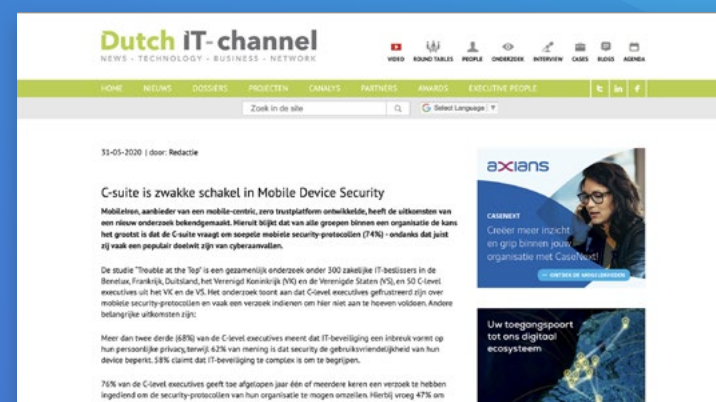 Dutch IT-channel
NEWS - TECHNOLOGY - BUSINESS - NETWORK
VIDEO ROUND TABLES PEOPLE ONDERZOEK INTERVIEW CASES BLOGS AGENDA
HOME NIEUWS DOSSIERS PROJECTEN CANALYS PARTNERS AWARDS EXECUTIVE PEOPLE
Zoek in de site
Select Language
31-05-2020 | door: Redactie
C-suite is zwakke schakel in Mobile Device Security
MobileIron, aanbieder van een mobile-centric, zero trustplatform ontwikkelde, heeft de uitkomsten van
een nieuw onderzoek bekendgemaakt. Hieruit blijkt dat van alle groepen binnen een organisatie de kans
het grootst is dat de C-suite vraagt om soepele mobiele security-protocollen (74%) - ondanks dat juist
zij vaak een populair doelwit zijn van cyberaanvallen.
De studie "Trouble at the Top" is een gezamenlijk onderzoek onder 300 zakelijke IT-beslissers in de
Benelux, Frankrijk, Duitsland, het Verenigd Koninkrijk (VK) en de Verenigde Staten (VS), en 50 C-level
executives uit het VK en de VS. Het onderzoek toont aan dat C-level executives gefrustreerd zijn over
mobiele security-protocollen en vaak een verzoek indienen om hier niet aan te hoeven voldoen. Andere
belangrijke uitkomsten zijn:
Meer dan twee derde (68%) van de C-level executives meent dat IT-beveiliging een inbreuk vormt op
hun persoonlijke privacy, terwijl 62% van mening is dat security de gebruiksvriendelijkheid van hun
device beperkt. 58% claimt dat IT-beveiliging te complex is om te begrijpen.
76% van de C-level executives geeft toe afgelopen jaar één of meerdere keren een verzoek te hebben
ingediend om de security-protocollen van hun organisatie te mogen omzeilen. Hierbij vroeg 47% om
axians
CASENEXT
Creëer meer inzicht
en grip binnen jouw
organisatie met CaseNext!
ONTDEK DE MOGELIJKHEDEN
Uw toegangspoort
tot ons digitaal
ecosysteem